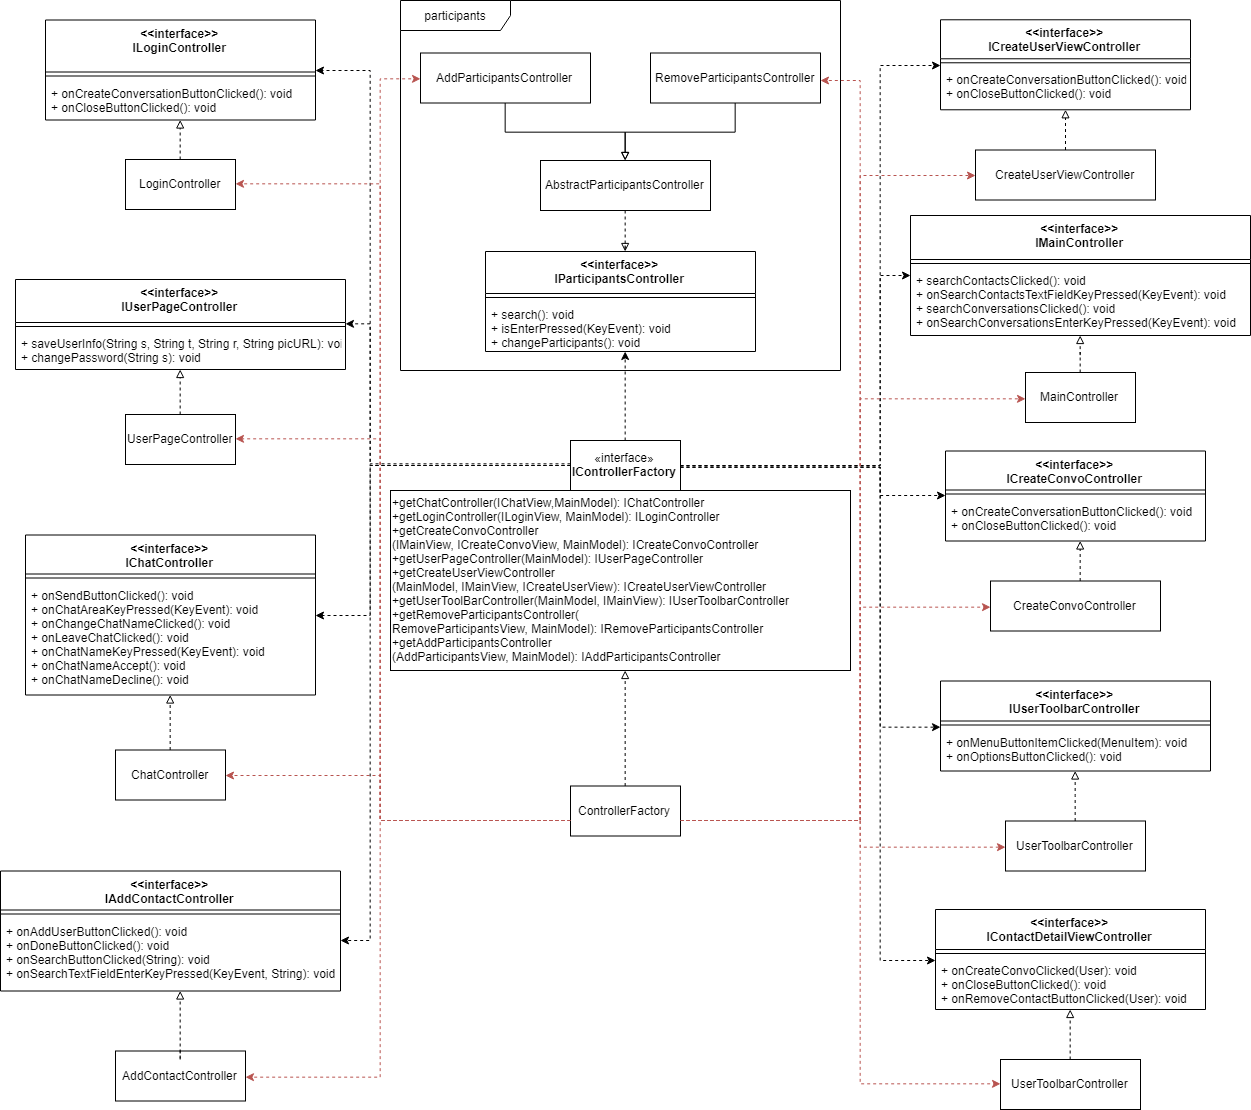 participants
<<interface>>
ILoginController
+ onCreateConversationButtonClicked(): void
+ onCloseButtonClicked(): void
LoginController
AddParticipantsController
RemoveParticipantsController
AbstractParticipantsController
<<interface>>
IParticipantsController
+ search(): void
+ isEnterPressed(KeyEvent): void
+ changeParticipants(): void
<<interface>>
ICreateUserViewController
+ onCreateConversationButtonClicked(): void
+ onCloseButtonClicked(): void
CreateUserViewController
<<interface>>
IMainController
+ searchContactsClicked(): void
+ onSearchContactsTextFieldKeyPressed(KeyEvent): void
+ searchConversationsClicked(): void
+ onSearchConversationsEnterKeyPressed(KeyEvent): void
MainController
<<interface>>
IUserPageController
+ saveUserInfo(String s, String t, String r, String picURL): voi
+ changePassword(String s): void
UserPageController
«interface»
IControllerFactory
+getChatController(IChatView,MainModel): IChatController
+getLoginController(ILoginView, MainModel): ILoginController
+getCreateConvoController
(IMainView, ICreateConvoView, MainModel): ICreateConvoController
+getUserPageController(MainModel): IUserPageController
+getCreateUserViewController
(MainModel, IMainView, ICreateUserView): ICreateUserViewController
+getUserToolBarController(MainModel, IMainView): IUserToolbarController
+getRemoveParticipantsController(
RemoveParticipantsView, MainModel): IRemoveParticipantsController
+getAddParticipantsController
(AddParticipantsView, MainModel): IAddParticipantsController
ControllerFactory
<<interface>>
ICreateConvoController
+ onCreateConversationButtonClicked(): void
+ onCloseButtonClicked(): void
CreateConvoController
<<interface>>
IChatController
+ onSendButtonClicked(): void
+ onChatAreaKeyPressed(KeyEvent): void
+ onChangeChatNameClicked(): void
+ onLeaveChatClicked(): void
+ onChatNameKeyPressed(KeyEvent): void
+ onChatNameAccept(): void
+ onChatNameDecline(): void
ChatController
<<interface>>
IUserToolbarController
+ onMenuButtonItemClicked(MenuItem): void
+ onOptionsButtonClicked(): void
UserToolbarController
<<interface>>
IAddContactController
+ onAddUserButtonClicked(): void
+ onDoneButtonClicked(): void
+ onSearchButtonClicked(String): void
+ onSearchTextFieldEnterKeyPressed(KeyEvent, String): void
AddContactController
<<interface>>
IContactDetailViewController
+ onCreateConvoClicked(User): void
+ onCloseButtonClicked(): void
+ onRemoveContactButtonClicked(User): void
UserToolbarController